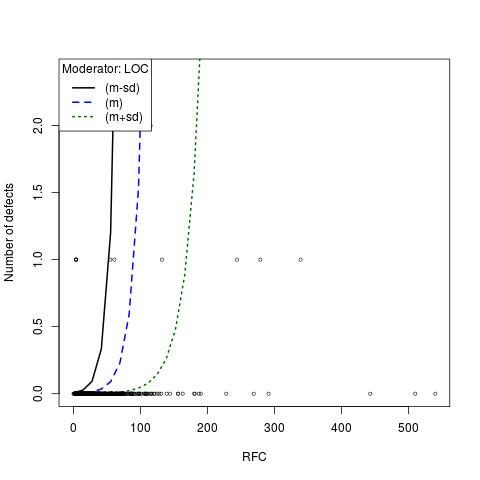 Moderator: LOC
(m-sd)
(m)
(m+sd)
Number of defects
2.0
1.5
1.0
0.5
0.0
0 100 200 300 400 500
RFC